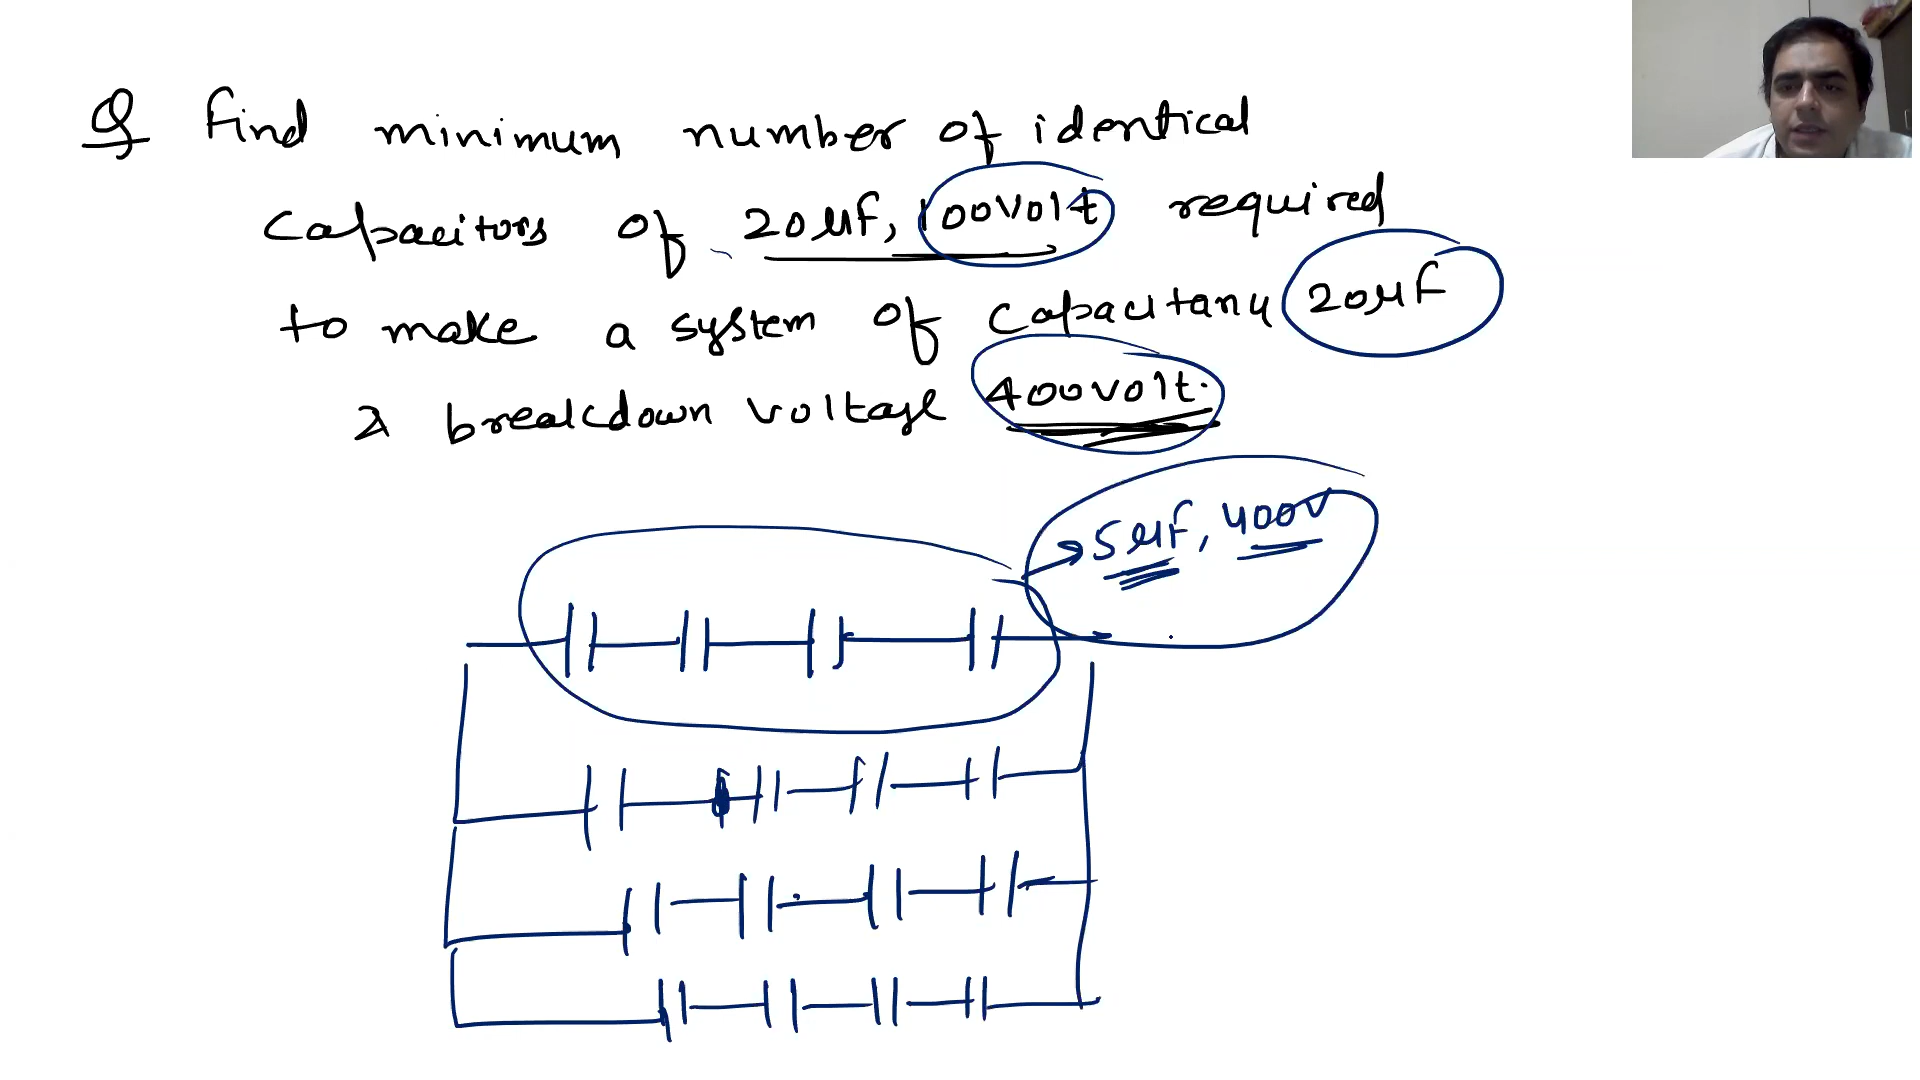 Q Find minimum number of identical
Capacitors of 20μF, 100volt required
to make a system of Capacitany 20μF
& breakdown voltage 400volt.
5μF, 400V